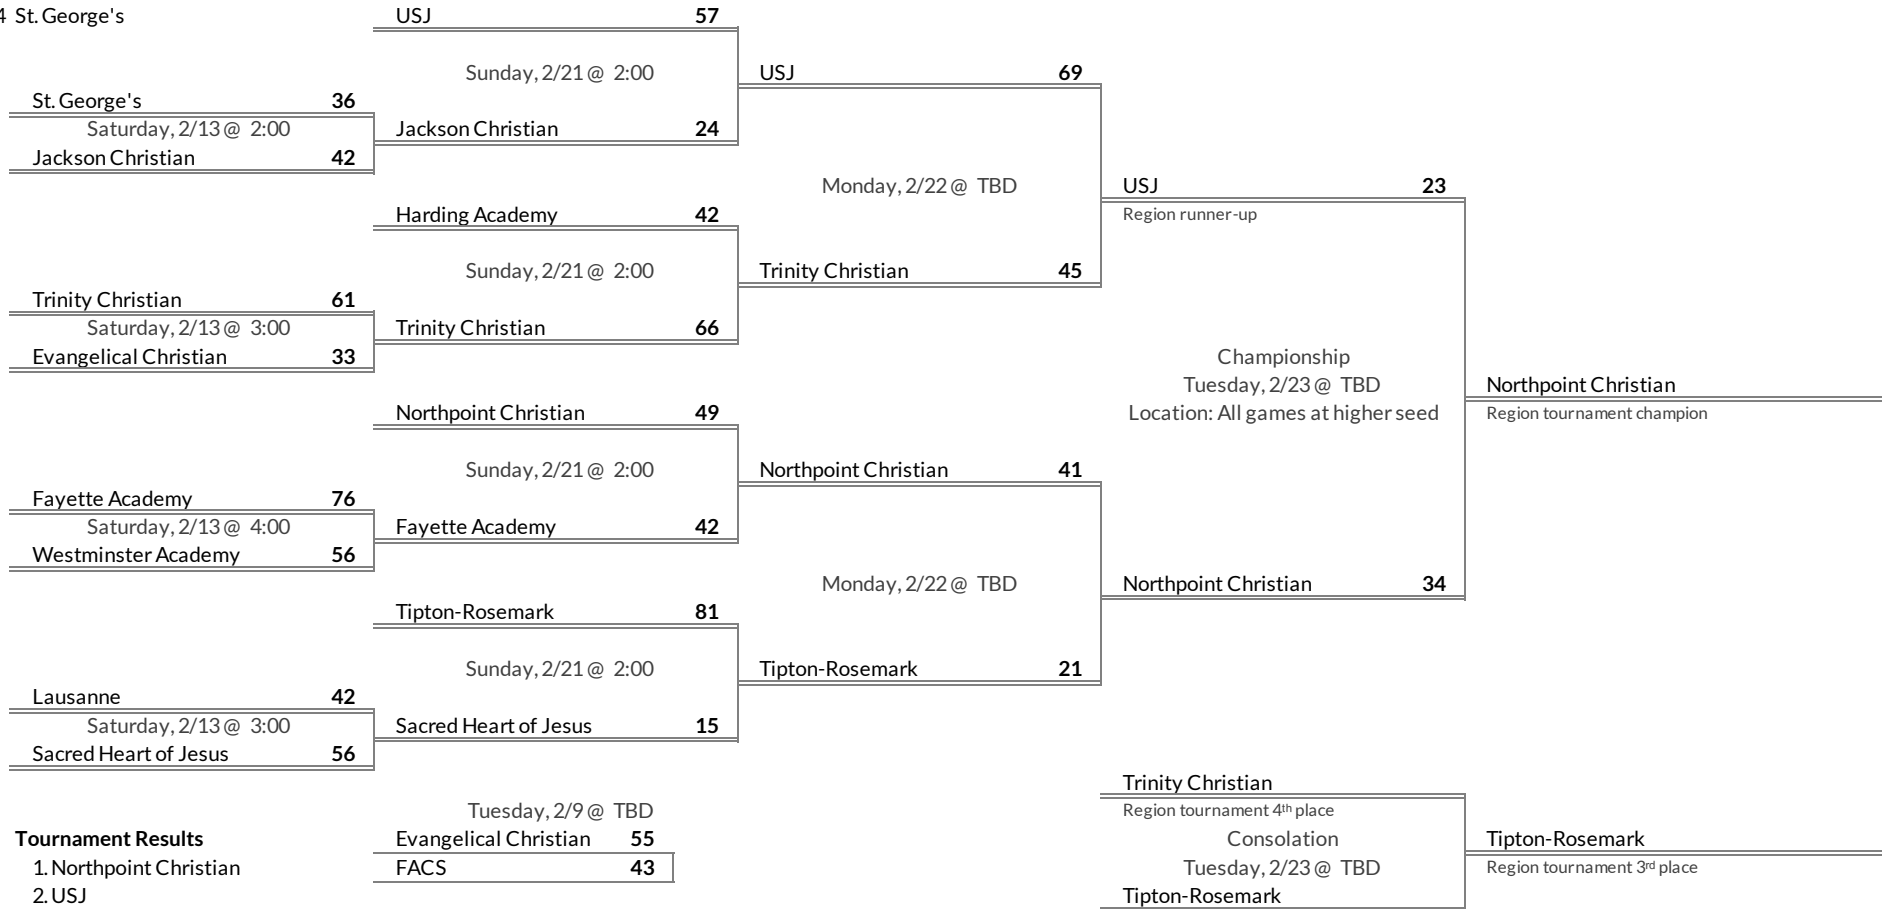 4 St. George's USJ 57
Sunday, 2/21 @ 2:00 USJ 69
St. George's 36
Saturday, 2/13 @ 2:00 Jackson Christian 24
Jackson Christian 42
Monday, 2/22 @ TBD USJ 23
Harding Academy 42 Region runner-up
Sunday, 2/21 @ 2:00 Trinity Christian 45
Trinity Christian 61
Saturday, 2/13 @ 3:00 Trinity Christian 66
Evangelical Christian 33 Championship
Tuesday, 2/23 @ TBD Northpoint Christian
Northpoint Christian 49 Location: All games at higher seed Region tournament champion
Sunday, 2/21 @ 2:00 Northpoint Christian 41
Fayette Academy 76
Saturday, 2/13 @ 4:00 Fayette Academy 42
Westminster Academy 56
Monday, 2/22 @ TBD Northpoint Christian 34
Tipton-Rosemark 81
Sunday, 2/21 @ 2:00 Tipton-Rosemark 21
Lausanne 42
Saturday, 2/13 @ 3:00 Sacred Heart of Jesus 15
Sacred Heart of Jesus 56
Trinity Christian
Tuesday, 2/9 @ TBD Region tournament 4th place
Tournament Results Evangelical Christian 55 Consolation Tipton-Rosemark
1. Northpoint Christian FACS 43 Tuesday, 2/23 @ TBD Region tournament 3rd place
2. USJ Tipton-Rosemark